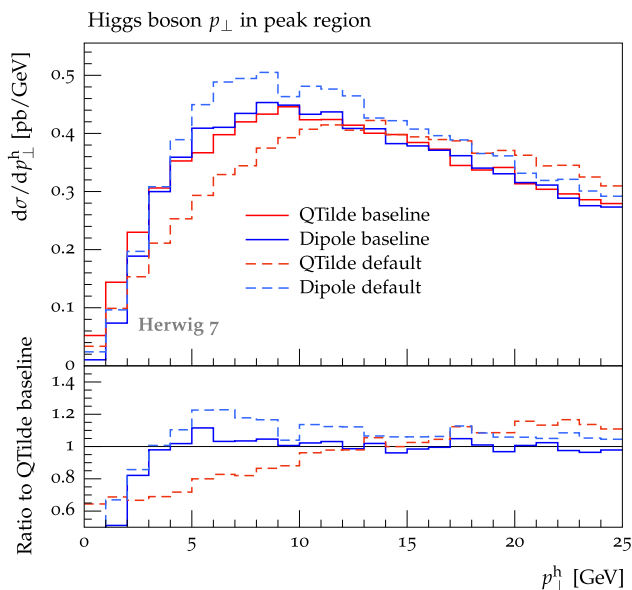 Higgs boson p⊥ in peak region
dσ/dp⊥^h [pb/GeV]
0.5
0.4
0.3
0.2
0.1
0
QTilde baseline
Dipole baseline
QTilde default
Dipole default
Herwig 7
Ratio to QTilde baseline
1.4
1.2
1
0.8
0.6
0 5 10 15 20 25
p⊥^h [GeV]